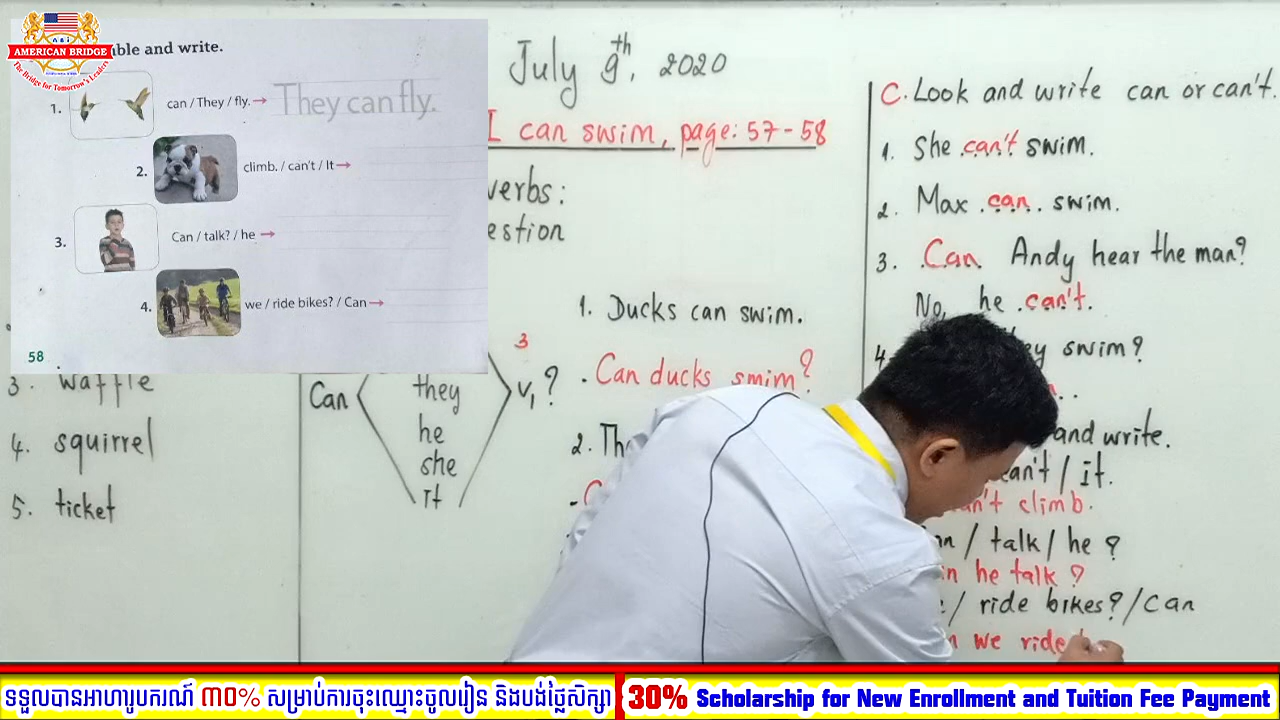 AMERICAN BRIDGE
The Bridge for Tomorrow's Leaders
and write.
1. can / They / fly. → They can fly.
2. climb. / can't / It →
3. Can / talk? / he →
4. we / ride bikes? / Can →
58
3. waffle
4. squirrel
5. ticket
July 9th, 2020
I can swim, page: 57-58
verbs:
estion
Can they he she it V1 ?
3
1. Ducks can swim.
. Can ducks smim?
2. Th
- C
C. Look and write can or can't.
1. She can't swim.
2. Max can swim.
3. Can Andy hear the man?
No, he can't.
4. swim?
and write.
can't / it.
climb.
/ talk / he ?
he talk ?
/ ride bikes? / Can
we ride
ទទួលបានអាហារូបករណ៍ ៣០% សម្រាប់ការចុះឈ្មោះចូលរៀន និងបង់ថ្លៃសិក្សា
30% Scholarship for New Enrollment and Tuition Fee Payment